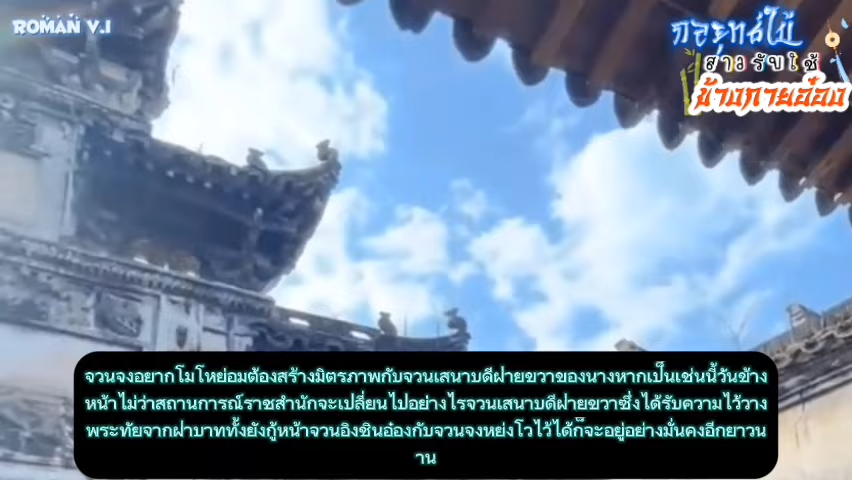 ROMAN V.I
กอยทส์ไป๋
สาวรับใช้
ข้างกายอ๋อง
จวนจงอยากโมโหย่อมต้องสร้างมิตรภาพกับจวนเสนาบดีฝ่ายขวาของนางหากเป็นเช่นนี้วันข้าง
หน้าไม่ว่าสถานการณ์ราชสำนักจะเปลี่ยนไปอย่างไรจวนเสนาบดีฝ่ายขวาซึ่งได้รับความไว้วาง
พระทัยจากฝาบาททั้งยังกู้หน้าจวนอิงซินอ๋องกับจวนจงหย่งโวไว้ได้ก็จะอยู่อย่างมั่นคงอีกยาวน
าน